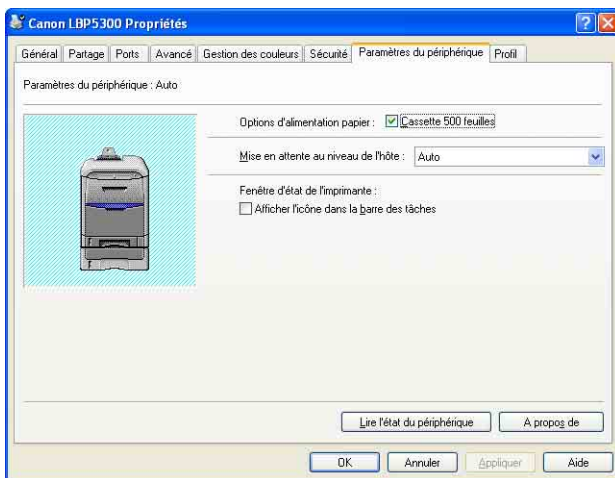 Canon LBP5300 Propriétés
Général Partage Ports Avancé Gestion des couleurs Sécurité Paramètres du périphérique Profil
Paramètres du périphérique : Auto
Options d'alimentation papier : Cassette 500 feuilles
Mise en attente au niveau de l'hôte : Auto
Fenêtre d'état de l'imprimante :
Afficher l'icône dans la barre des tâches
Lire l'état du périphérique A propos de
OK Annuler Appliquer Aide